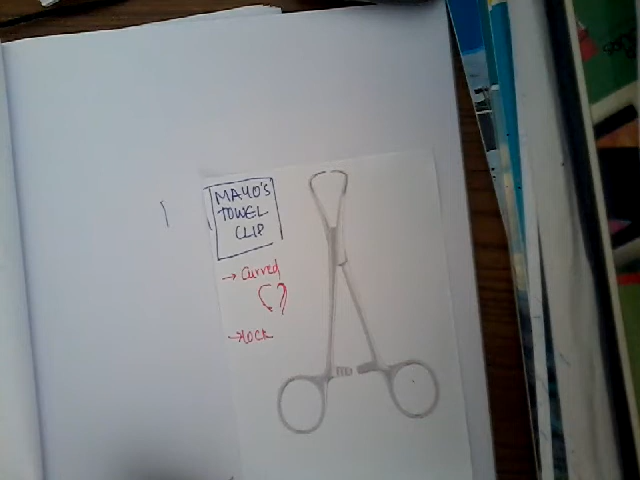 MAYO'S
TOWEL
CLIP
→ Curved
→ Lock